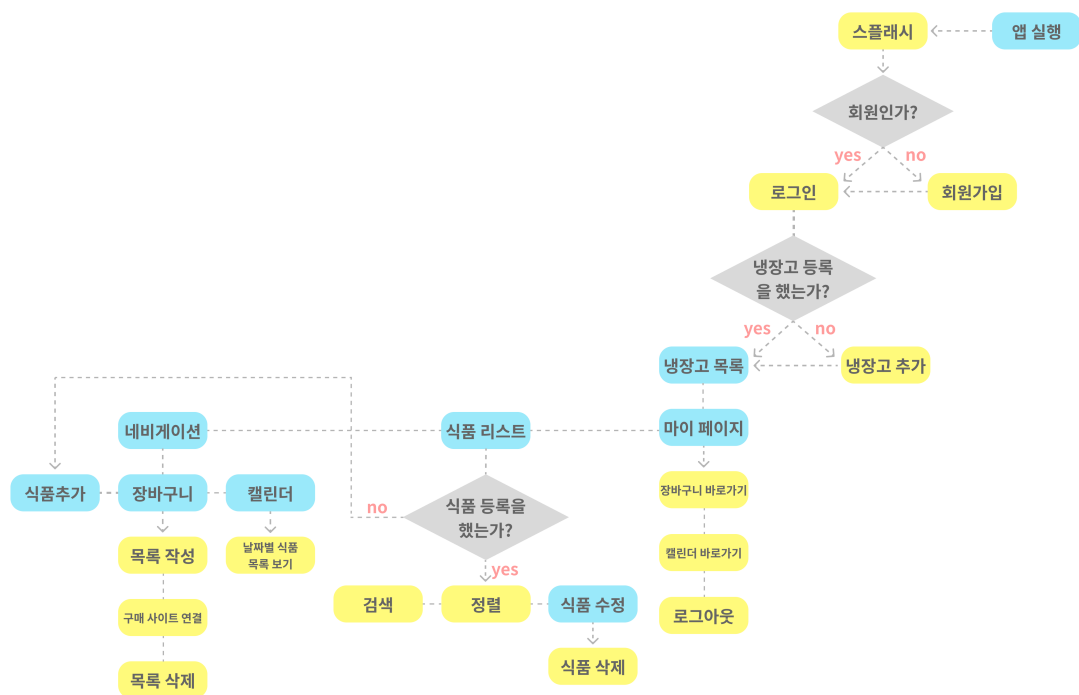 스플래시
앱 실행
회원인가?
yes
no
로그인
회원가입
냉장고 등록
을 했는가?
yes
no
냉장고 목록
냉장고 추가
네비게이션
식품 리스트
마이 페이지
식품추가
장바구니
캘린더
no
식품 등록을
했는가?
yes
장바구니 바로가기
목록 작성
날짜별 식품
목록 보기
캘린더 바로가기
구매 사이트 연결
검색
정렬
식품 수정
로그아웃
목록 삭제
식품 삭제